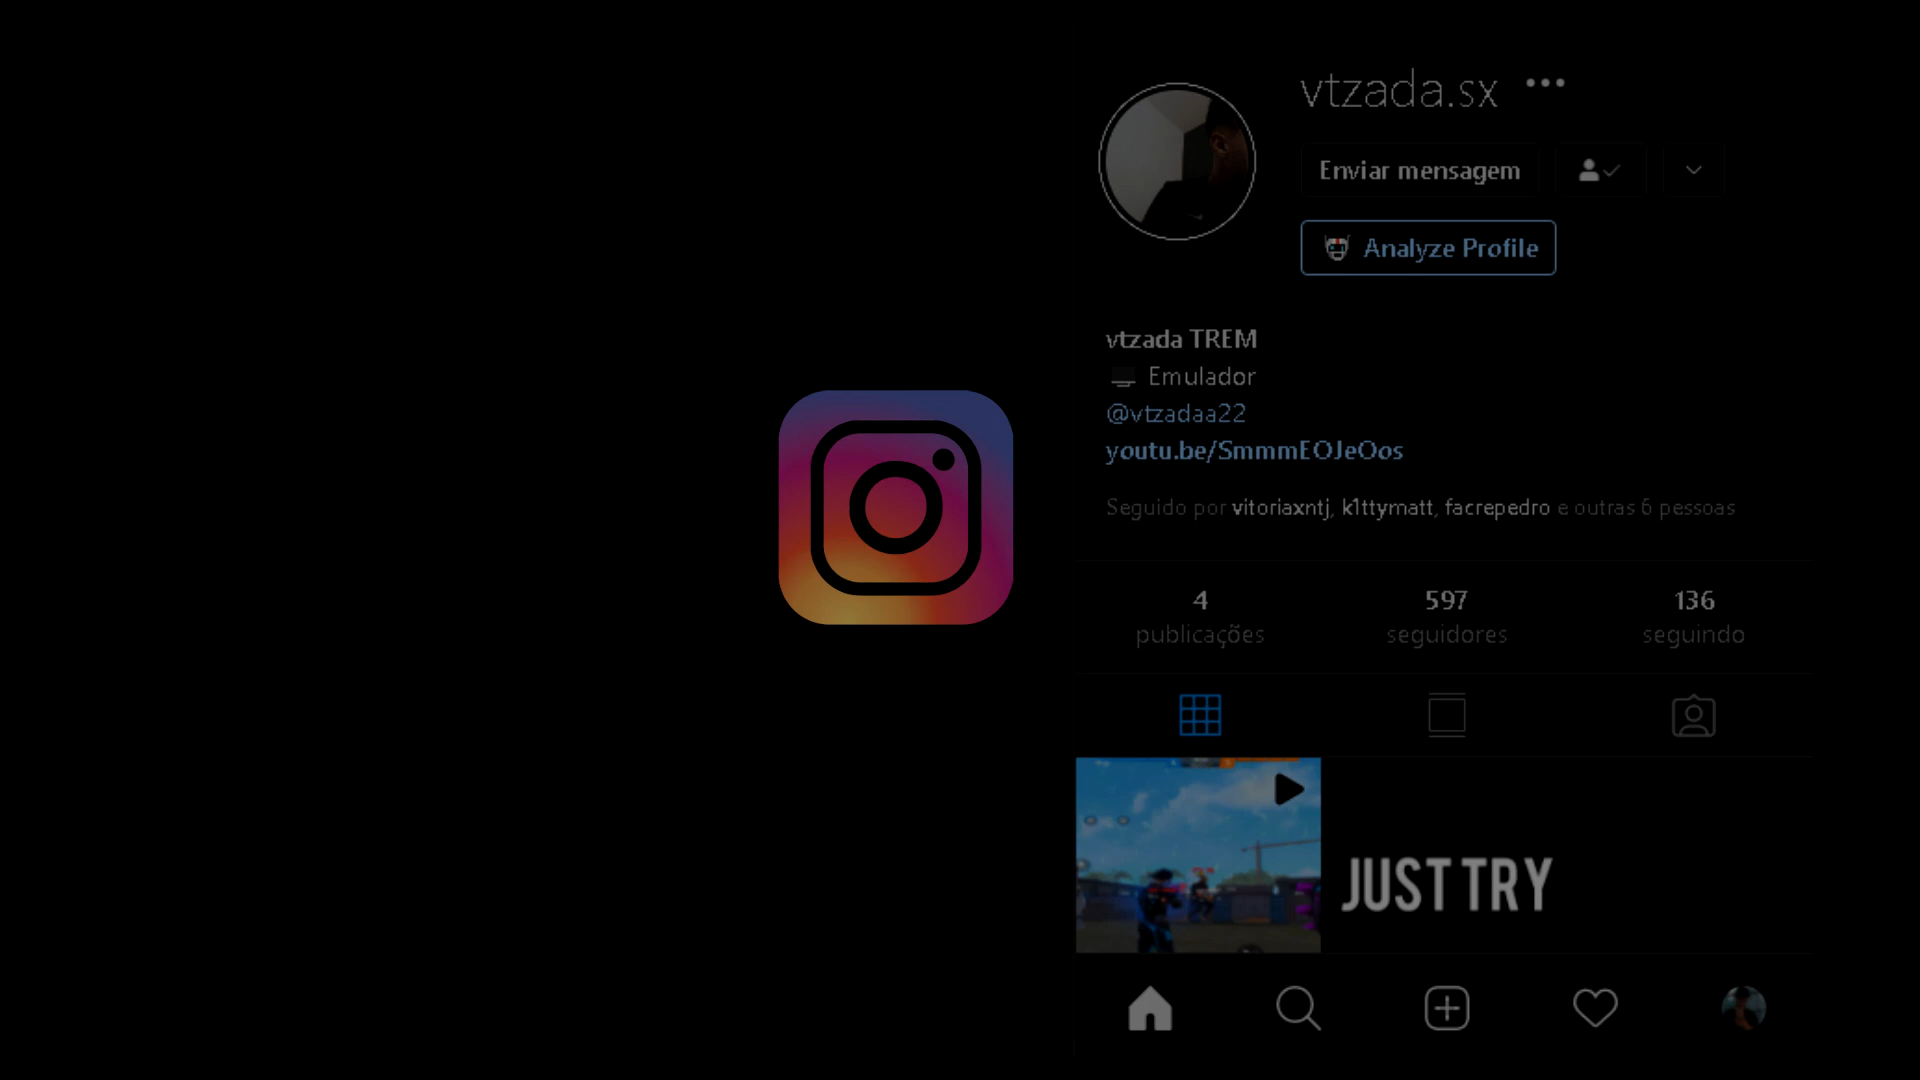 vtzada.sx
Enviar mensagem
Analyze Profile
vtzada TREM
Emulador
@vtzadaa22
youtu.be/SmmmEOJeOos
Seguido por vitoriaxntj, k1ttymatt, facrepedro e outras 6 pessoas
4 597 136
publicações seguidores seguindo
JUST TRY